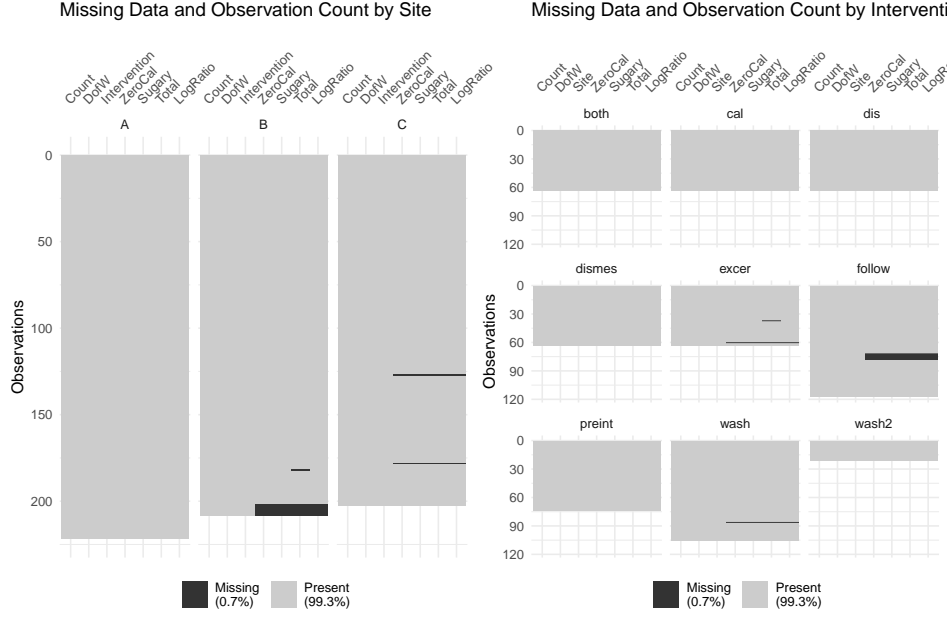 Missing Data and Observation Count by Site
Count
DofW
Intervention
ZeroCal
Sugary
Total
LogRatio
Count
DofW
Intervention
ZeroCal
Sugary
Total
LogRatio
Count
DofW
Intervention
ZeroCal
Sugary
Total
LogRatio
A
B
C
0
50
100
150
200
Observations
Missing
(0.7%)
Present
(99.3%)
Missing Data and Observation Count by Interventi
Count
DofW
Site
ZeroCal
Sugary
Total
LogRatio
Count
DofW
Site
ZeroCal
Sugary
Total
LogRatio
Count
DofW
Site
ZeroCal
Sugary
Total
LogR
both
cal
dis
0
30
60
90
120
dismes
excer
follow
0
30
60
90
120
preint
wash
wash2
0
30
60
90
120
Observations
Missing
(0.7%)
Present
(99.3%)